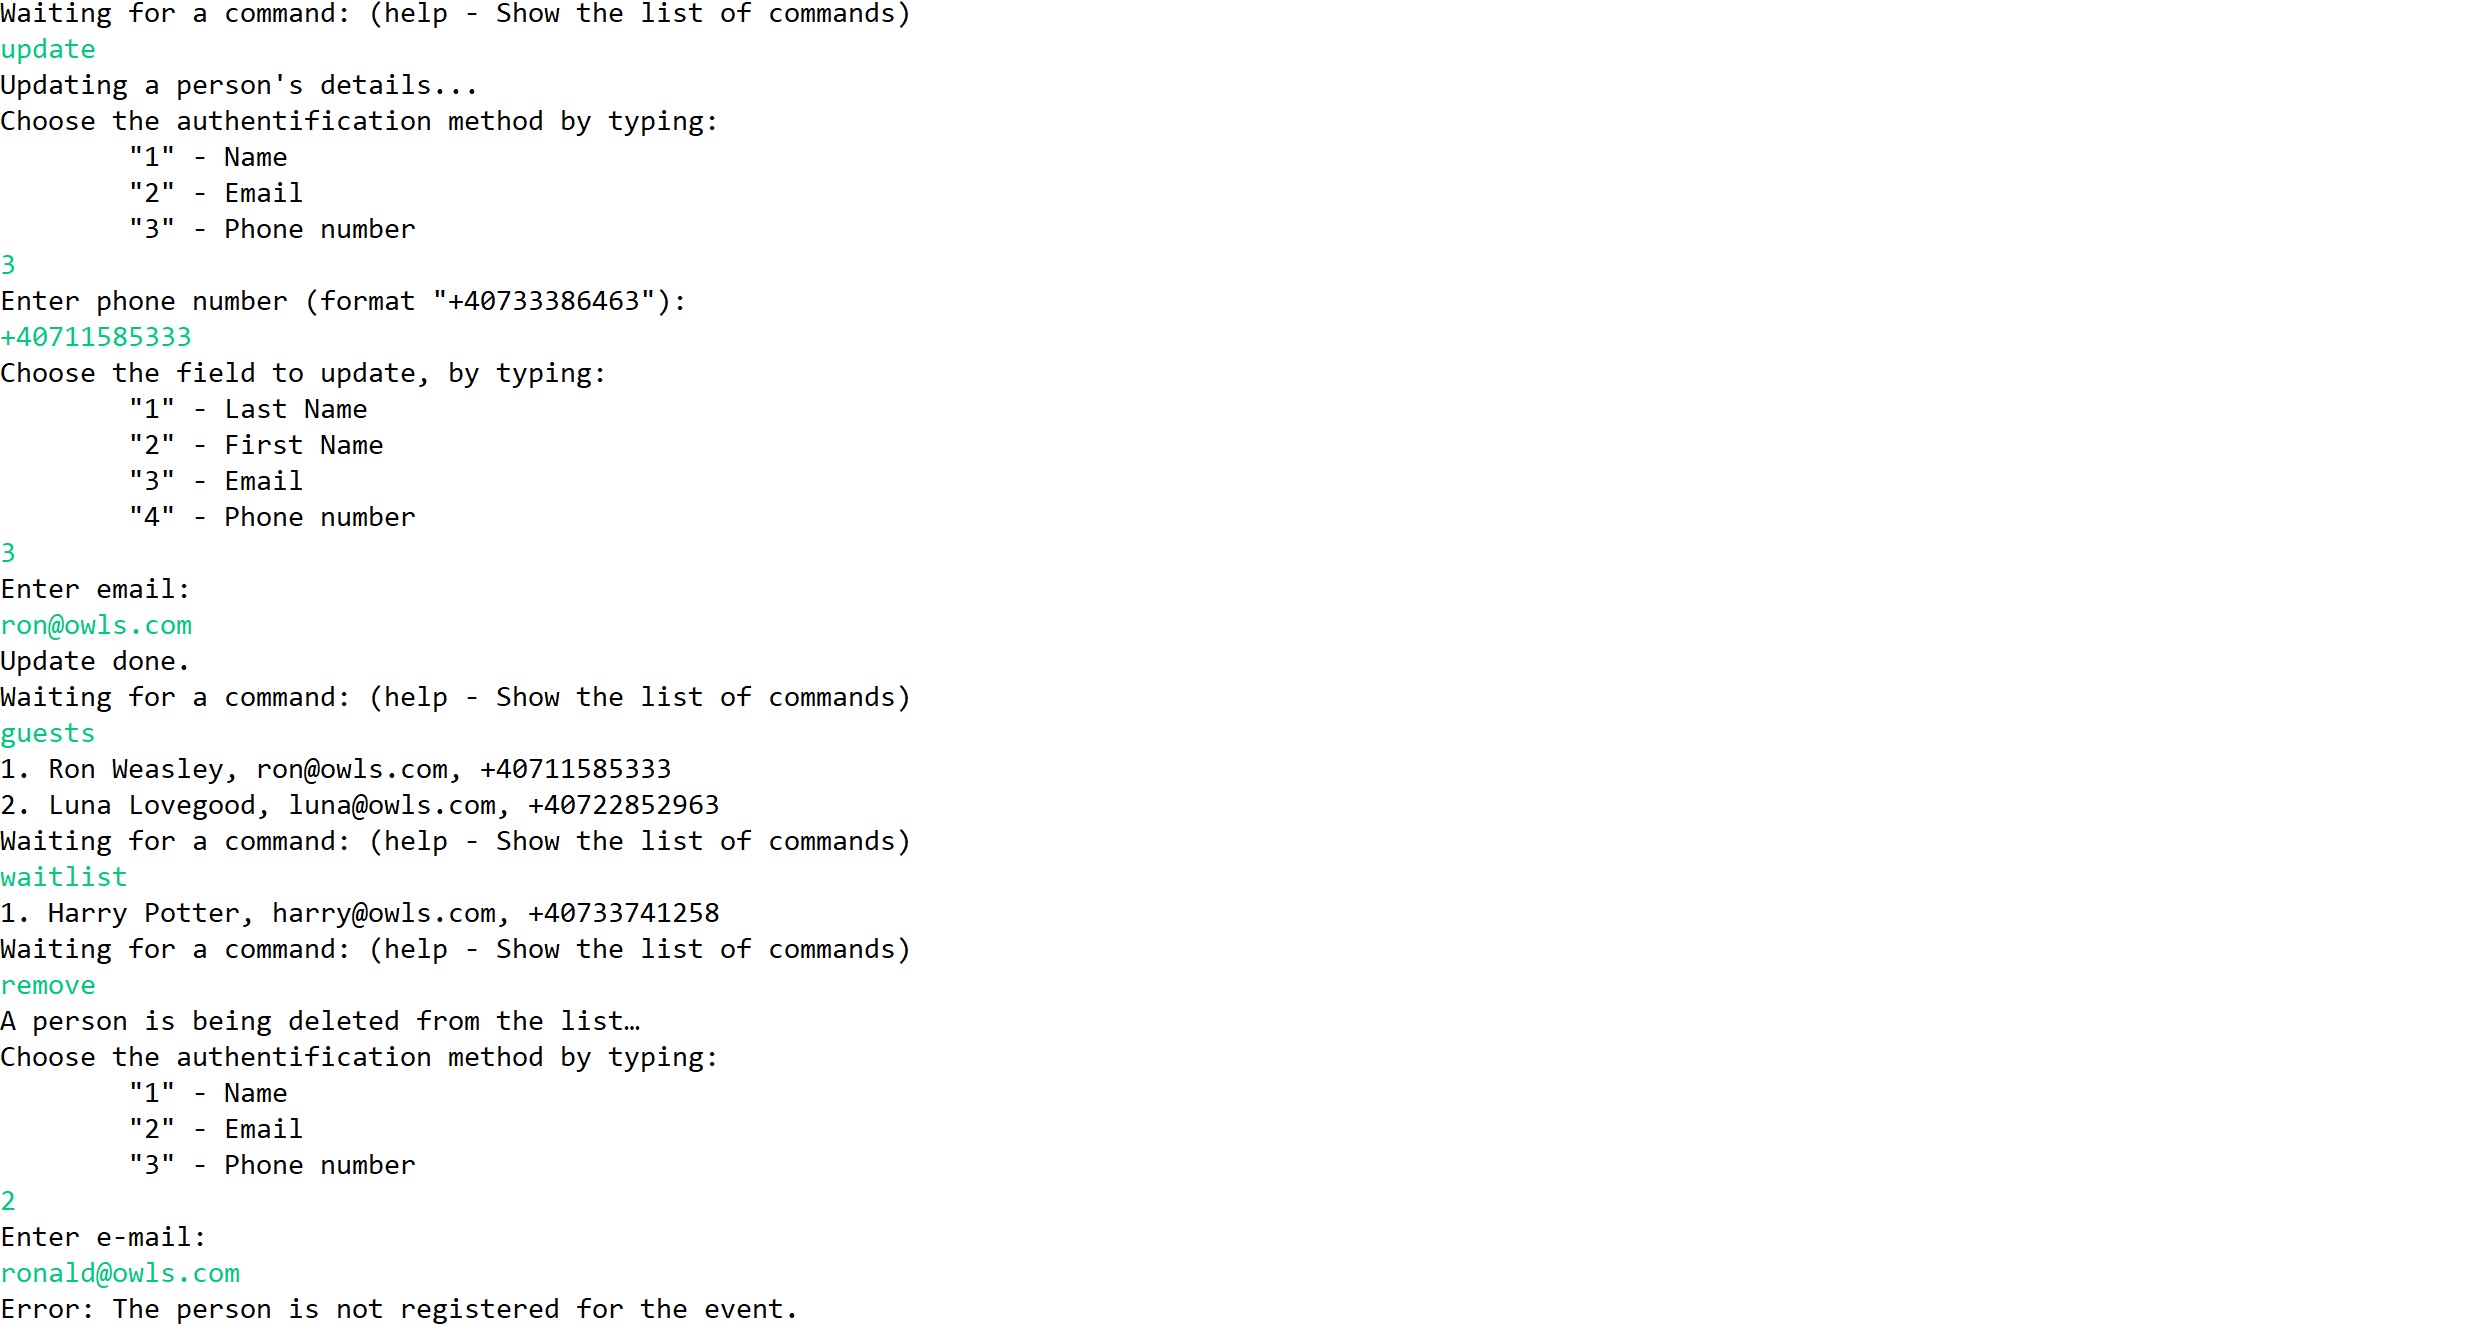 Waiting for a command: (help - Show the list of commands)
update
Updating a person's details...
Choose the authentification method by typing:
"1" - Name
"2" - Email
"3" - Phone number
3
Enter phone number (format "+40733386463"):
+40711585333
Choose the field to update, by typing:
"1" - Last Name
"2" - First Name
"3" - Email
"4" - Phone number
3
Enter email:
ron@owls.com
Update done.
Waiting for a command: (help - Show the list of commands)
guests
1. Ron Weasley, ron@owls.com, +40711585333
2. Luna Lovegood, luna@owls.com, +40722852963
Waiting for a command: (help - Show the list of commands)
waitlist
1. Harry Potter, harry@owls.com, +40733741258
Waiting for a command: (help - Show the list of commands)
remove
A person is being deleted from the list…
Choose the authentification method by typing:
"1" - Name
"2" - Email
"3" - Phone number
2
Enter e-mail:
ronald@owls.com
Error: The person is not registered for the event.